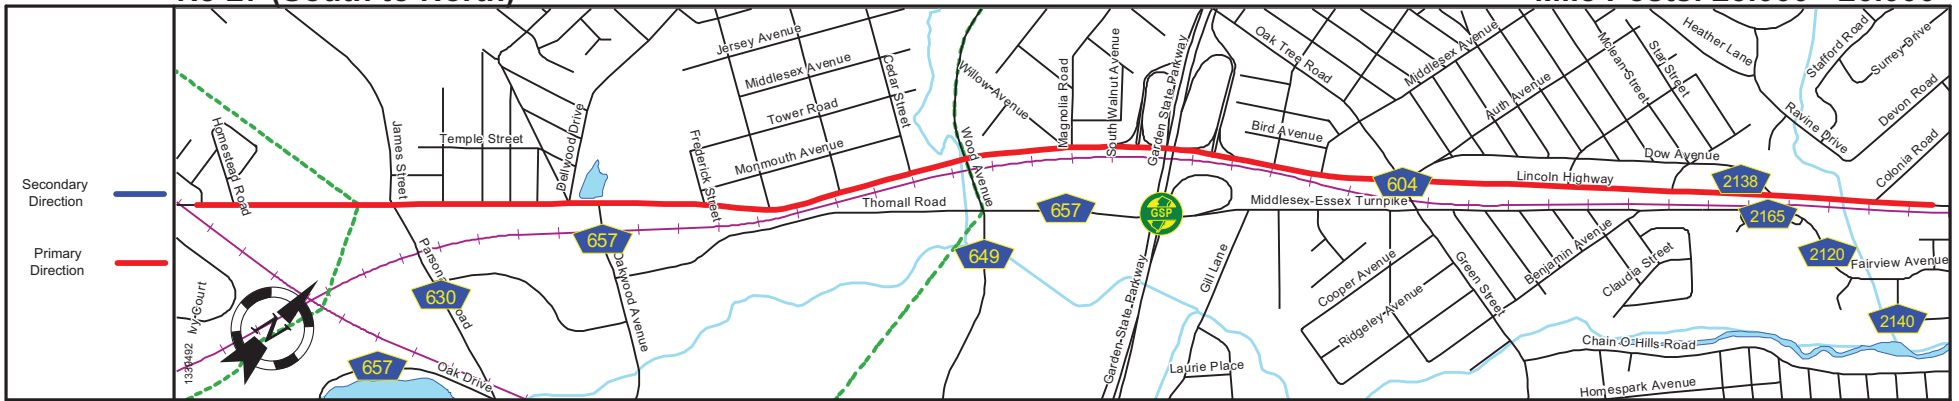 Secondary
Direction
Primary
Direction
1339492
Homestead Road
Ivy Court
James Street
Temple Street
Dellwood Drive
Parsonage Road
Oakwood Avenue
Oak Drive
630
657
657
Jersey Avenue
Middlesex Avenue
Tower Road
Monmouth Avenue
Frederick Street
Cedar Street
Thornall Road
Wood Avenue
649
657
Willow Avenue
Magnolia Road
South Walnut Avenue
Garden State Parkway
GSP
Garden State Parkway
Gill Lane
Laurie Place
Oak Tree Road
Bird Avenue
Middlesex Avenue
Auth Avenue
Mclean Street
Star Street
604
Lincoln Highway
Middlesex-Essex Turnpike
Dow Avenue
Cooper Avenue
Ridgeley Avenue
Green Street
Benjamin Avenue
Claudia Street
Chain O Hills Road
Homespark Avenue
Heather Lane
Stafford Road
Surrey Drive
Devon Road
Ravine Drive
Colonia Road
2138
2165
2120
Fairview Avenue
2140